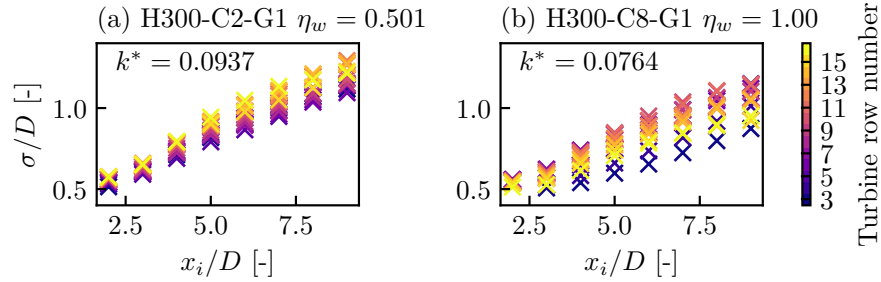 (a) H300-C2-G1 η_w = 0.501
k* = 0.0937
σ/D [-]
1.0
0.5
2.5 5.0 7.5
x_i/D [-]
(b) H300-C8-G1 η_w = 1.00
k* = 0.0764
1.0
0.5
2.5 5.0 7.5
x_i/D [-]
15
13
11
9
7
5
3
Turbine row number